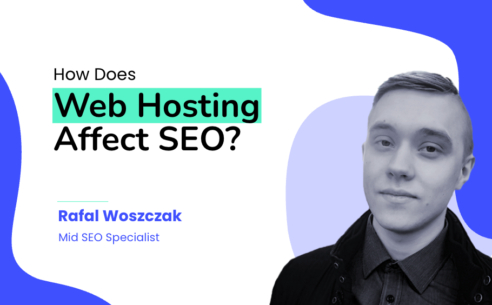 How Does
Web Hosting
Affect SEO?
Rafal Woszczak
Mid SEO Specialist